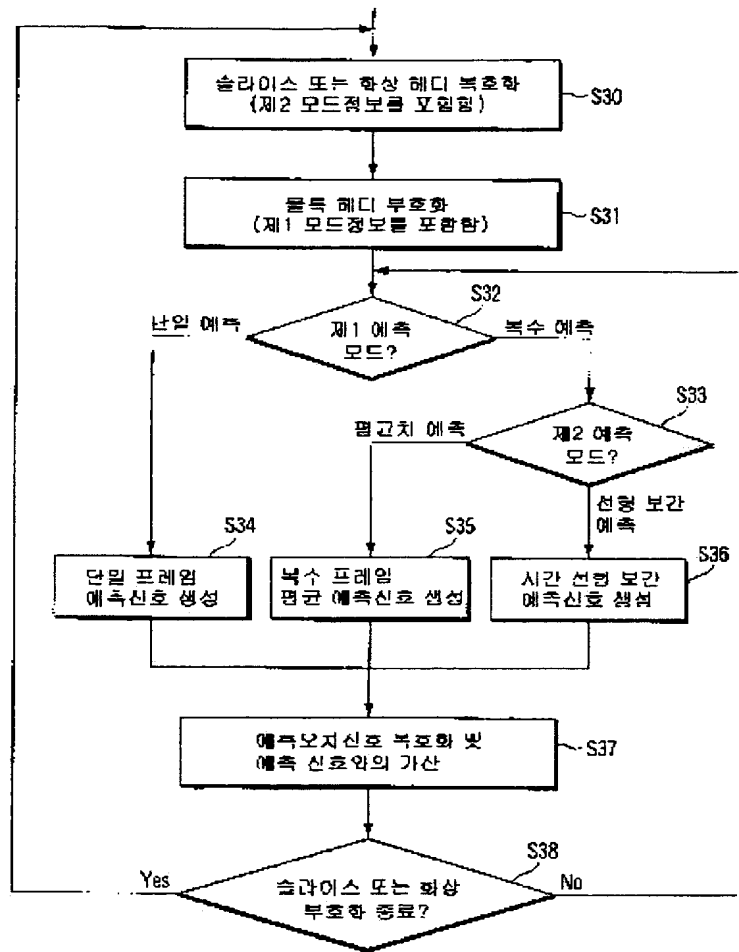 슬라이스 또는 화상 헤더 복호화
(제2 모드정보를 포함함)
S30
블록 헤더 부호화
(제1 모드정보를 포함함)
S31
S32
단일 예측
제1 예측
모드?
복수 예측
S33
평균치 예측
제2 예측
모드?
선형 보간
예측
S34
S35
S36
단일 프레임
예측신호 생성
복수 프레임
평균 예측신호 생성
시간 선형 보간
예측신호 생성
예측오차신호 복호화 및
예측 신호와의 가산
S37
S38
Yes
슬라이스 또는 화상
부호화 종료?
No